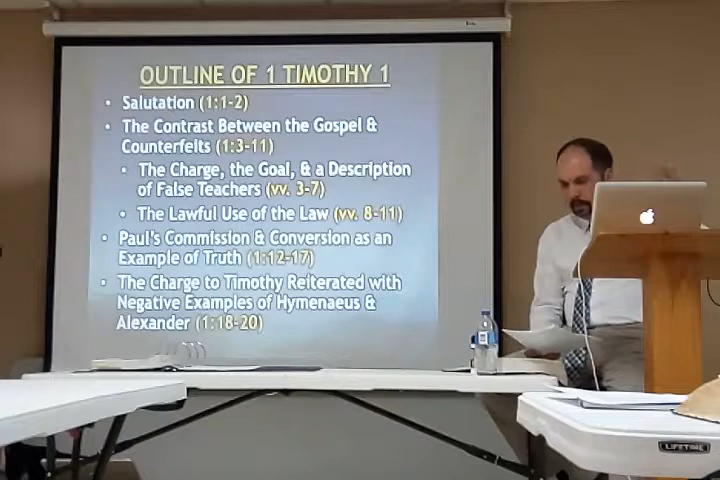 OUTLINE OF 1 TIMOTHY 1
• Salutation (1:1-2)
• The Contrast Between the Gospel &
Counterfeits (1:3-11)
• The Charge, the Goal, & a Description
of False Teachers (vv. 3-7)
• The Lawful Use of the Law (vv. 8-11)
• Paul's Commission & Conversion as an
Example of Truth (1:12-17)
• The Charge to Timothy Reiterated with
Negative Examples of Hymenaeus &
Alexander (1:18-20)
LIFETIME